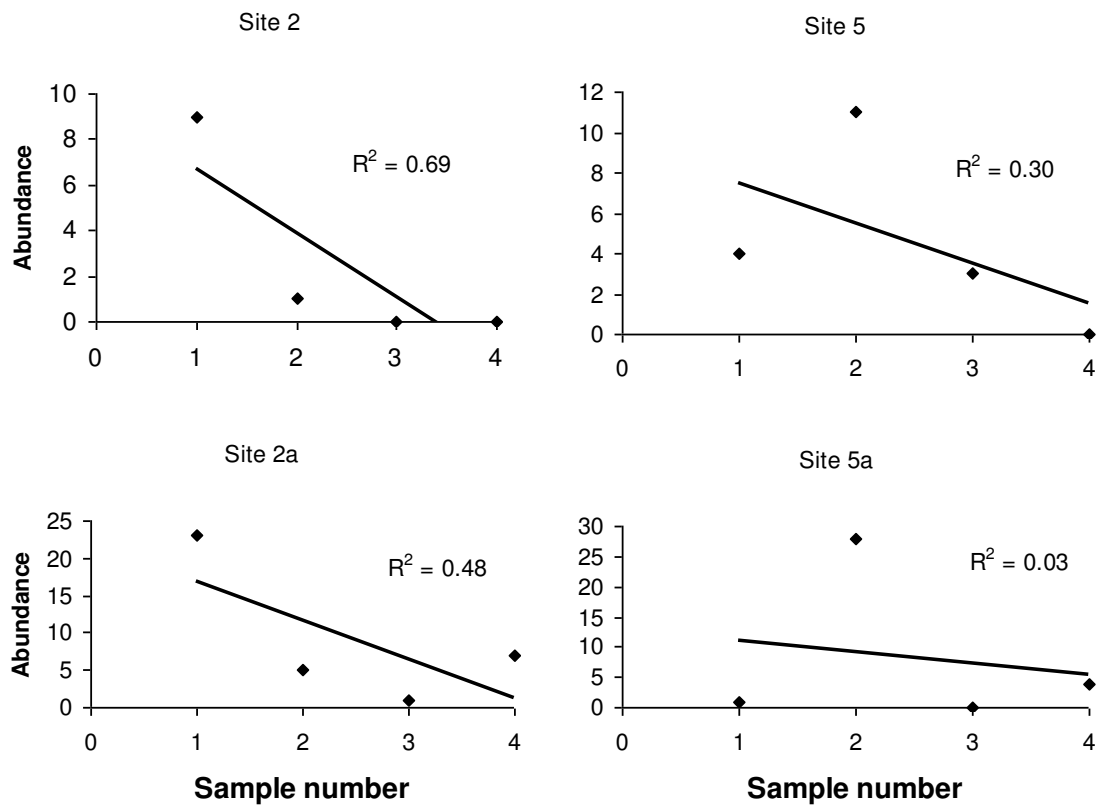 Site 2
10
8
6
4
2
0
Abundance
R² = 0.69
0 1 2 3 4
Site 5
12
10
8
6
4
2
0
R² = 0.30
0 1 2 3 4
Site 2a
25
20
15
10
5
0
Abundance
R² = 0.48
0 1 2 3 4
Sample number
Site 5a
30
25
20
15
10
5
0
R² = 0.03
0 1 2 3 4
Sample number